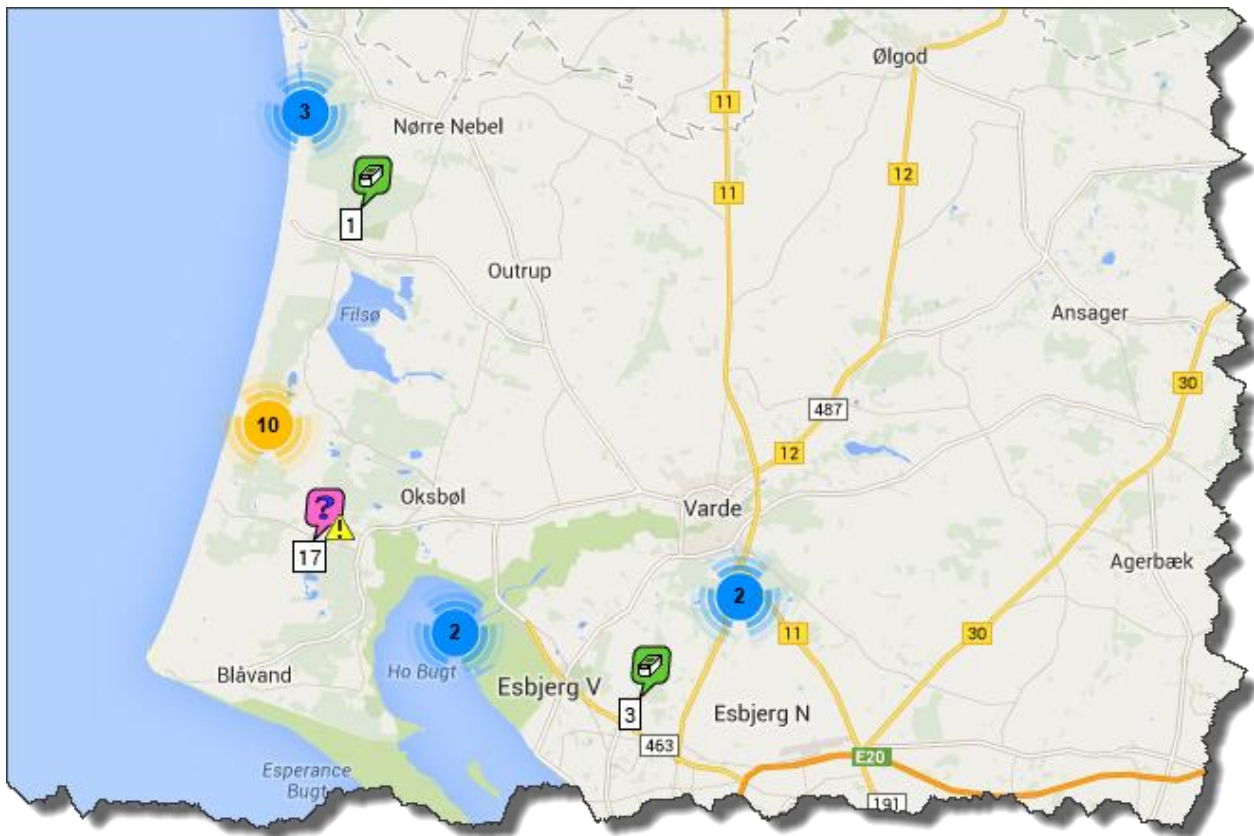 Ølgod
3
11
Nørre Nebel
12
11
1
Outrup
Filsø
Ansager
30
487
10
12
Oksbøl
Varde
?
!
17
Agerbæk
2
2
11
30
Blåvand
Ho Bugt
Esbjerg V
3
Esbjerg N
463
E20
Esperance
Bugt
191